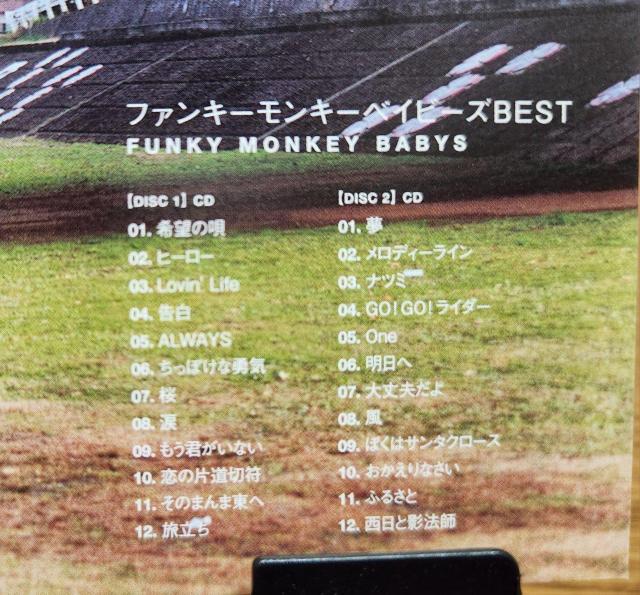 ファンキーモンキーベイビーズBEST
FUNKY MONKEY BABYS
【DISC 1】 CD
01. 希望の唄
02. ヒーロー
03. Lovin' Life
04. 告白
05. ALWAYS
06. ちっぽけな勇気
07. 桜
08. 涙
09. もう君がいない
10. 恋の片道切符
11. そのまんま東へ
12. 旅立ち
【DISC 2】 CD
01. 夢
02. メロディーライン
03. ナツミ
04. GO!GO!ライダー
05. One
06. 明日へ
07. 大丈夫だよ
08. 風
09. ぼくはサンタクロース
10. おかえりなさい
11. ふるさと
12. 西日と影法師